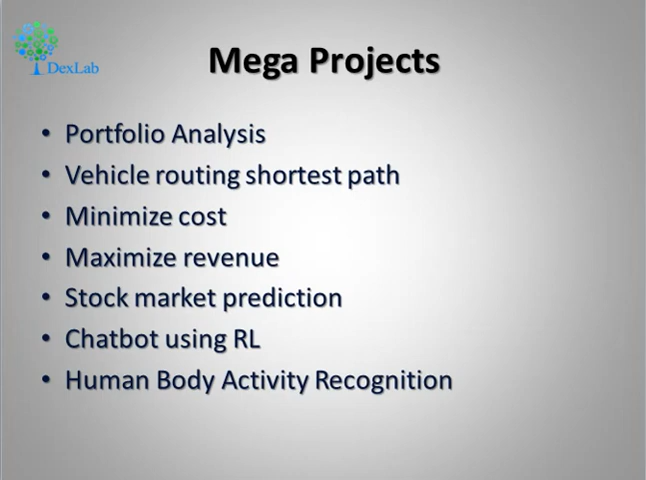 DexLab
Mega Projects
• Portfolio Analysis
• Vehicle routing shortest path
• Minimize cost
• Maximize revenue
• Stock market prediction
• Chatbot using RL
• Human Body Activity Recognition